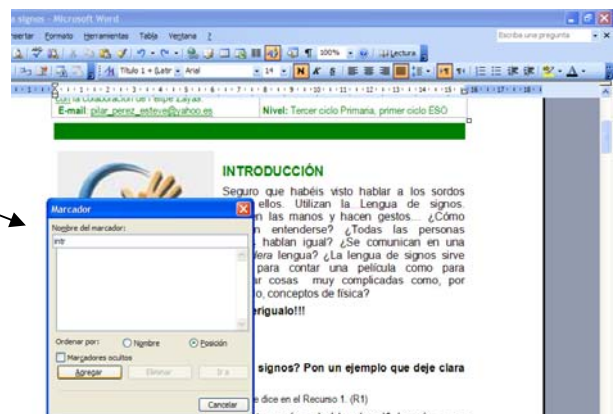 a signos - Microsoft Word
nsertar Formato Herramientas Tabla Ventana ?
Escriba una pregunta
100% Lectura
Título 1 + (Latir Arial 14 N K S
con la colaboración de Felipe Zayas.
E-mail: pilar_perez_esteve@yahoo.es Nivel: Tercer ciclo Primaria, primer ciclo ESO
INTRODUCCIÓN
Seguro que habéis visto hablar a los sordos
ellos. Utilizan la Lengua de signos.
en las manos y hacen gestos... ¿Cómo
entenderse? ¿Todas las personas
hablan igual? ¿Se comunican en una
lengua? ¿La lengua de signos sirve
para contar una película como para
cosas muy complicadas como, por
o, conceptos de física?
erigualo!!!
Marcador
Nombre del marcador:
intr
Ordenar por: Nombre Posición
Marcadores ocultos
Agregar Eliminar Ir a
Cancelar
signos? Pon un ejemplo que deje clara
e dice en el Recurso 1. (R1)